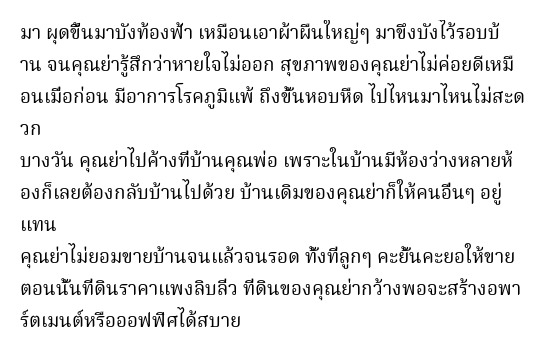 มา ผุดขึ้นมาบังท้องฟ้า เหมือนเอาผ้าผืนใหญ่ๆ มาขึงบังไว้รอบบ้
าน จนคุณย่ารู้สึกว่าหายใจไม่ออก สุขภาพของคุณย่าไม่ค่อยดีเหมื
อนเมื่อก่อน มีอาการโรคภูมิแพ้ ถึงขั้นหอบหืด ไปไหนมาไหนไม่สะด
วก
บางวัน คุณย่าไปค้างที่บ้านคุณพ่อ เพราะในบ้านมีห้องว่างหลายห้
องก็เลยต้องกลับบ้านไปด้วย บ้านเดิมของคุณย่าก็ให้คนอื่นๆ อยู่
แทน
คุณย่าไม่ยอมขายบ้านจนแล้วจนรอด ทั้งที่ลูกๆ คะยั้นคะยอให้ขาย
ตอนนั้นที่ดินราคาแพงลิบลิ่ว ที่ดินของคุณย่ากว้างพอจะสร้างอพา
ร์ตเมนต์หรือออฟฟิศได้สบาย